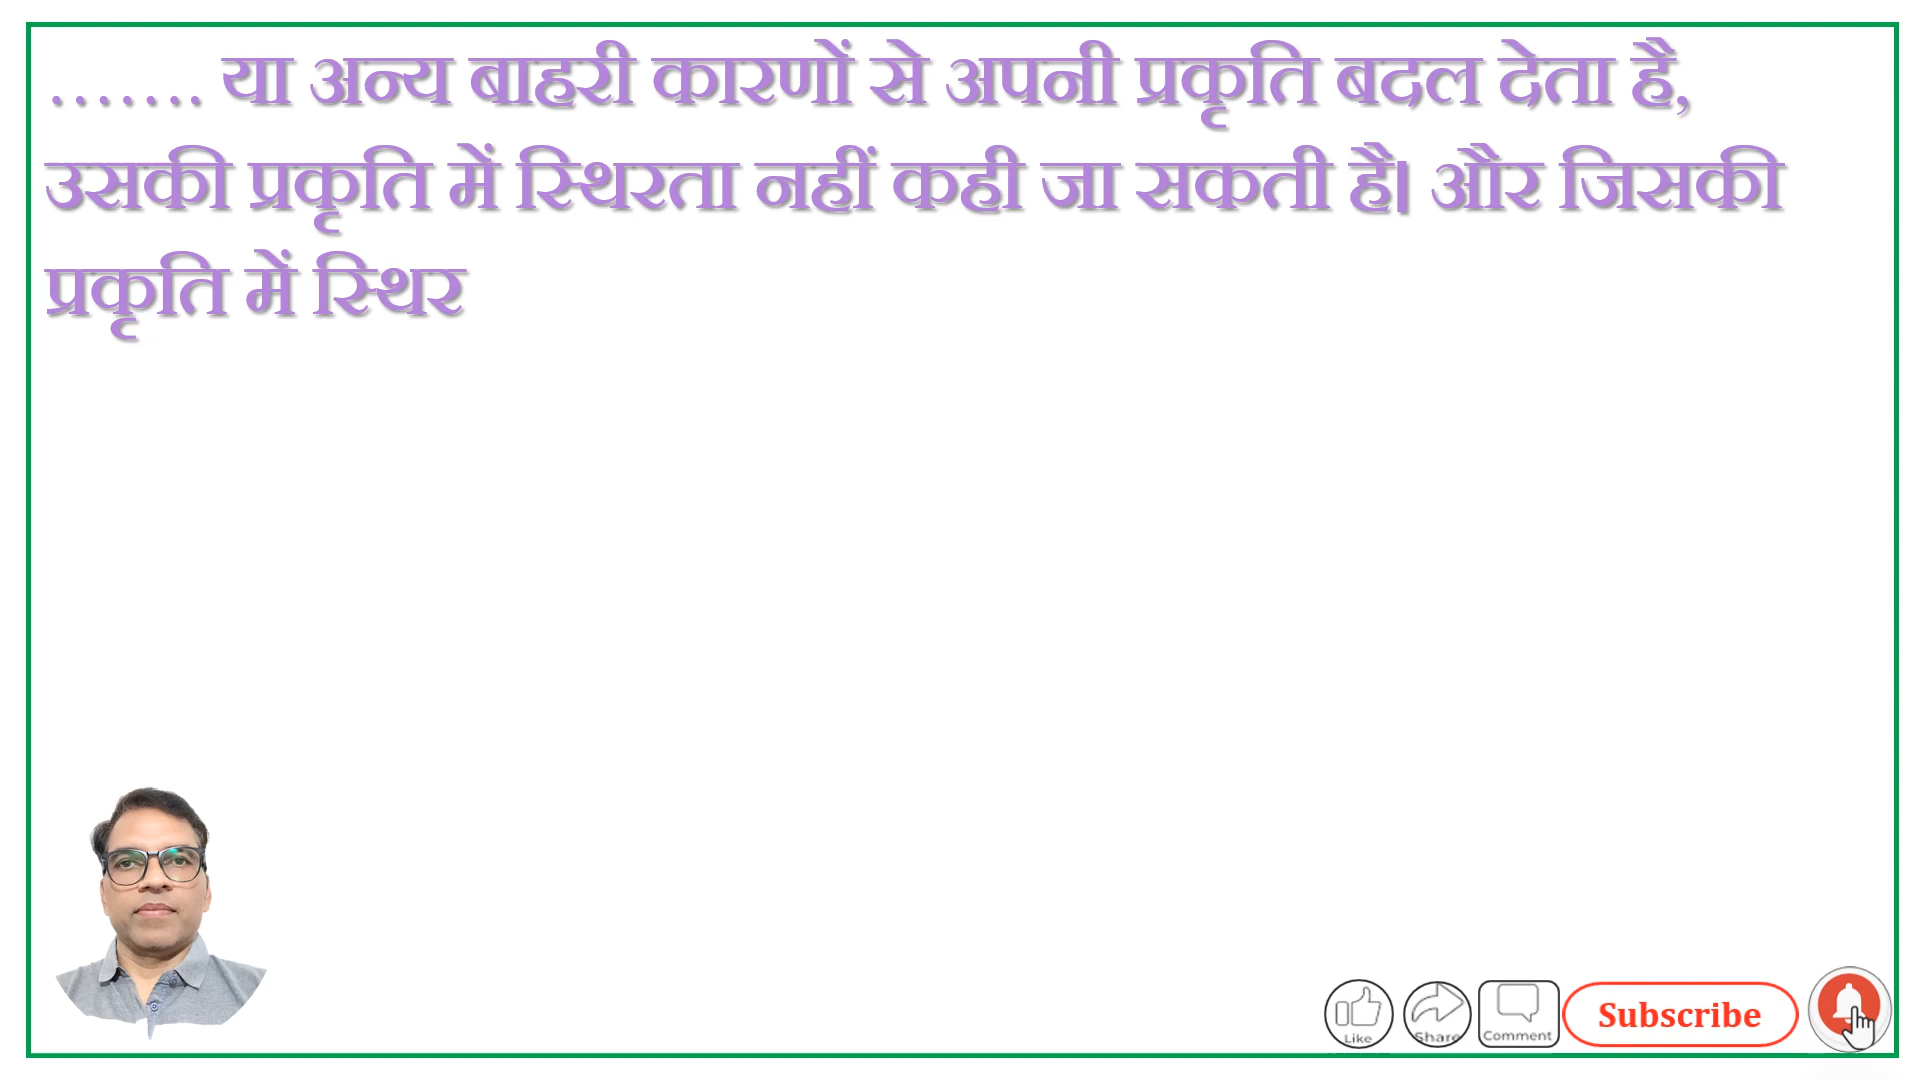 ……. या अन्य बाहरी कारणों से अपनी प्रकृति बदल देता है,
उसकी प्रकृति में स्थिरता नहीं कही जा सकती है। और जिसकी
प्रकृति में स्थिर
Like
Share
Comment
Subscribe